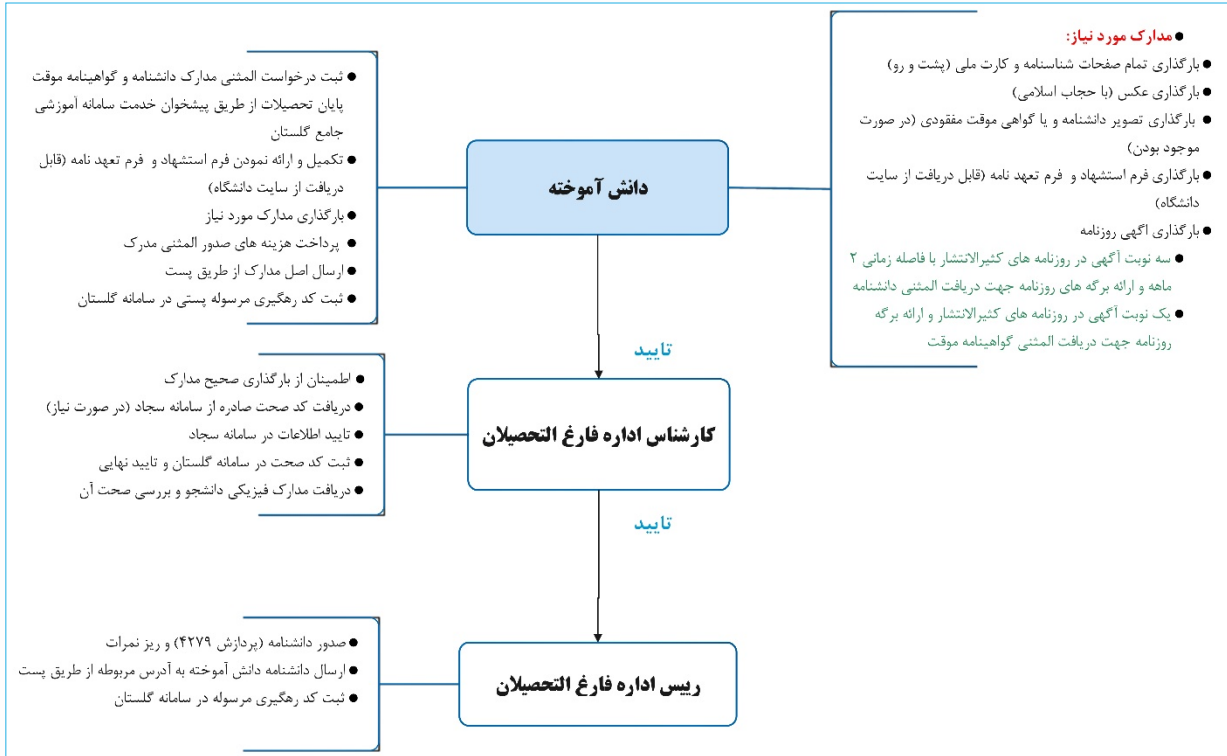 ● مدارک مورد نیاز:
● بارگذاری تمام صفحات شناسنامه و کارت ملی (پشت و رو)
● بارگذاری عکس (با حجاب اسلامی)
● بارگذاری تصویر دانشنامه و یا گواهی موقت مفقودی (در صورت
موجود بودن)
● بارگذاری فرم استشهاد و فرم تعهد نامه (قابل دریافت از سایت
دانشگاه)
● بارگذاری اگهی روزنامه
● سه نوبت آگهی در روزنامه های کثیرالانتشار با فاصله زمانی ۲
ماهه و ارائه برگه های روزنامه جهت دریافت المثنی دانشنامه
● یک نوبت آگهی در روزنامه های کثیرالانتشار و ارائه برگه
روزنامه جهت دریافت المثنی گواهینامه موقت
دانش آموخته
● ثبت درخواست المثنی مدارک دانشنامه و گواهینامه موقت
پایان تحصیلات از طریق پیشخوان خدمت سامانه آموزشی
جامع گلستان
● تکمیل و ارائه نمودن فرم استشهاد و فرم تعهد نامه (قابل
دریافت از سایت دانشگاه)
● بارگذاری مدارک مورد نیاز
● پرداخت هزینه های صدور المثنی مدرک
● ارسال اصل مدارک از طریق پست
● ثبت کد رهگیری مرسوله پستی در سامانه گلستان
تایید
کارشناس اداره فارغ التحصیلان
● اطمینان از بارگذاری صحیح مدارک
● دریافت کد صحت صادره از سامانه سجاد (در صورت نیاز)
● تایید اطلاعات در سامانه سجاد
● ثبت کد صحت در سامانه گلستان و تایید نهایی
● دریافت مدارک فیزیکی دانشجو و بررسی صحت آن
تایید
رییس اداره فارغ التحصیلان
● صدور دانشنامه (پردازش ۴۲۷۹) و ریز نمرات
● ارسال دانشنامه دانش آموخته به آدرس مربوطه از طریق پست
● ثبت کد رهگیری مرسوله در سامانه گلستان